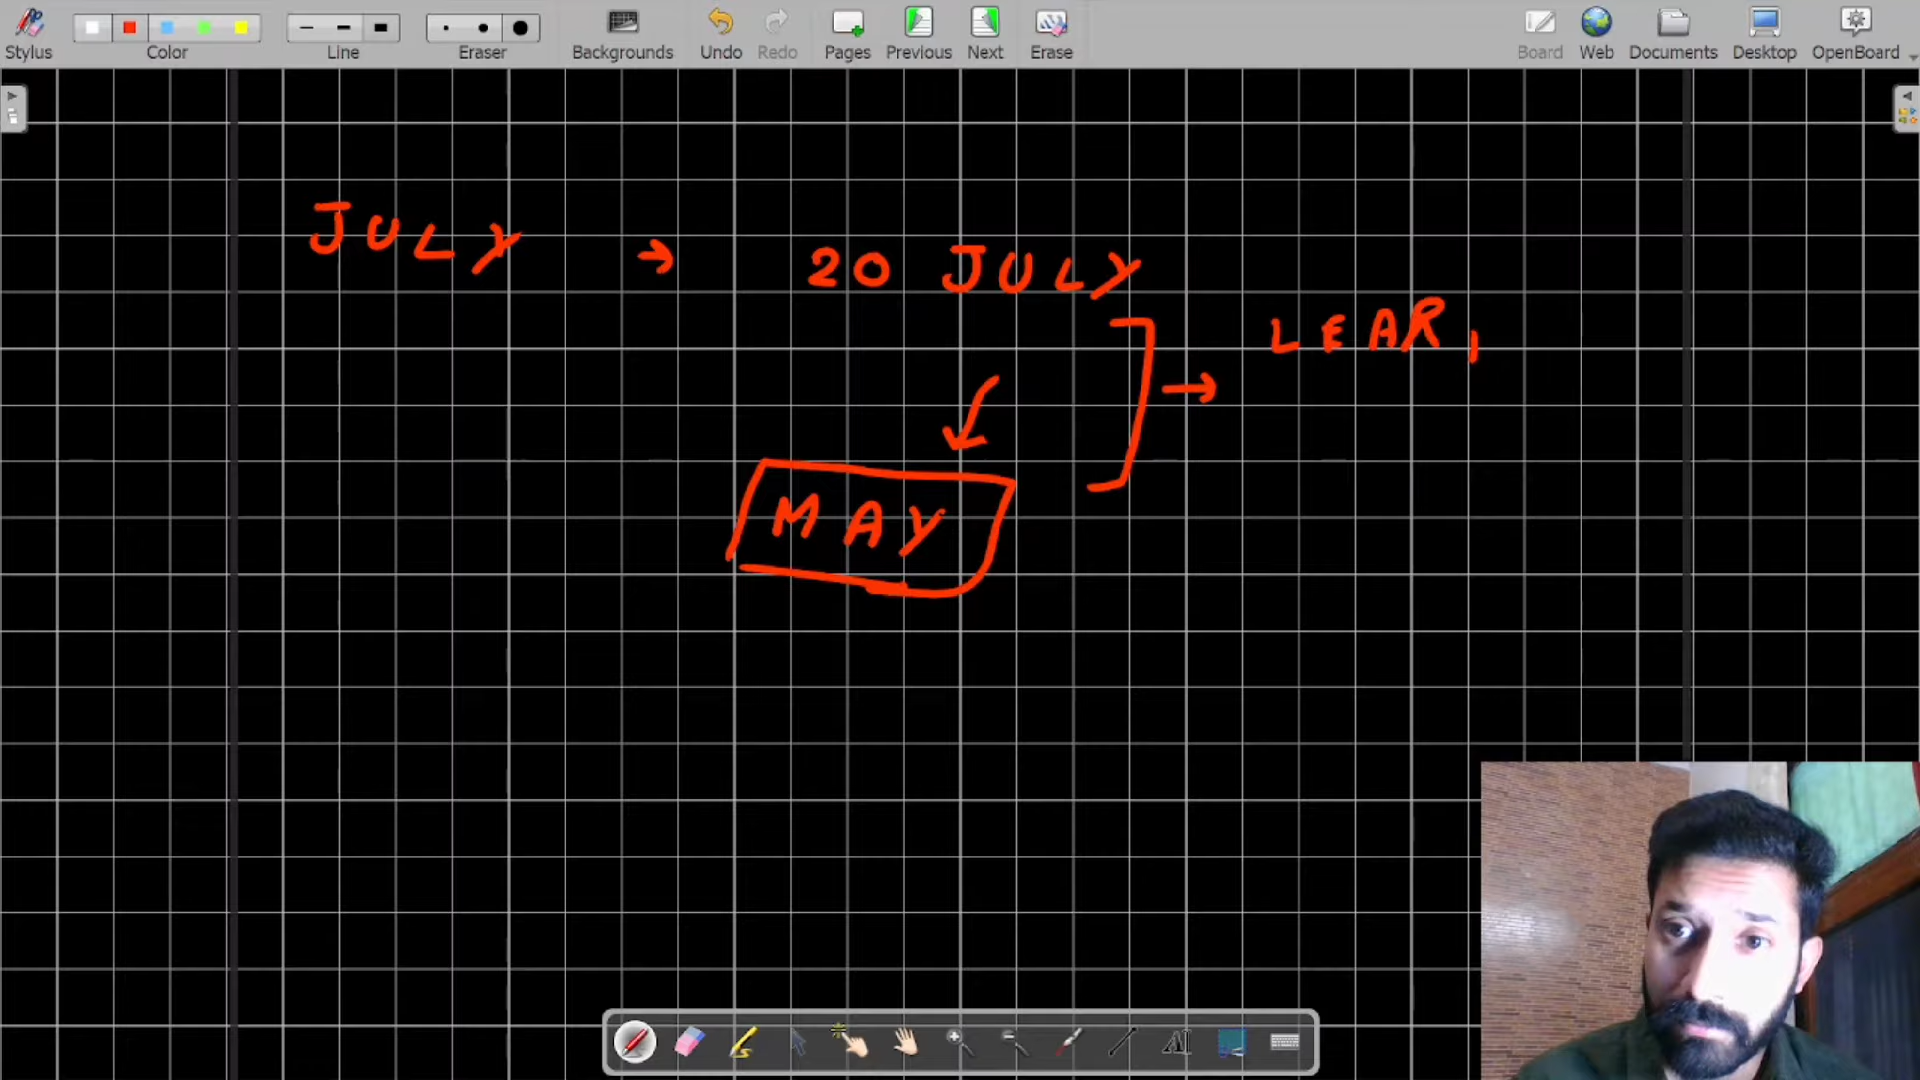 Stylus Color Line Eraser Backgrounds Undo Redo Pages Previous Next Erase Board Web Documents Desktop OpenBoard
JULY → 20 JULY
→ LEAR
MAY